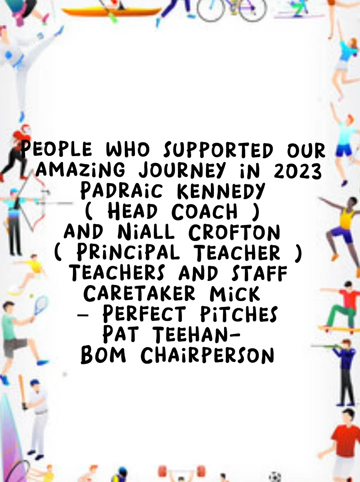 PEOPLE WHO SUPPORTED OUR
AMAZING JOURNEY IN 2023
PADRAIC KENNEDY
( HEAD COACH )
AND NIALL CROFTON
( PRINCIPAL TEACHER )
TEACHERS AND STAFF
CARETAKER MICK
– PERFECT PITCHES
PAT TEEHAN-
BOM CHAIRPERSON